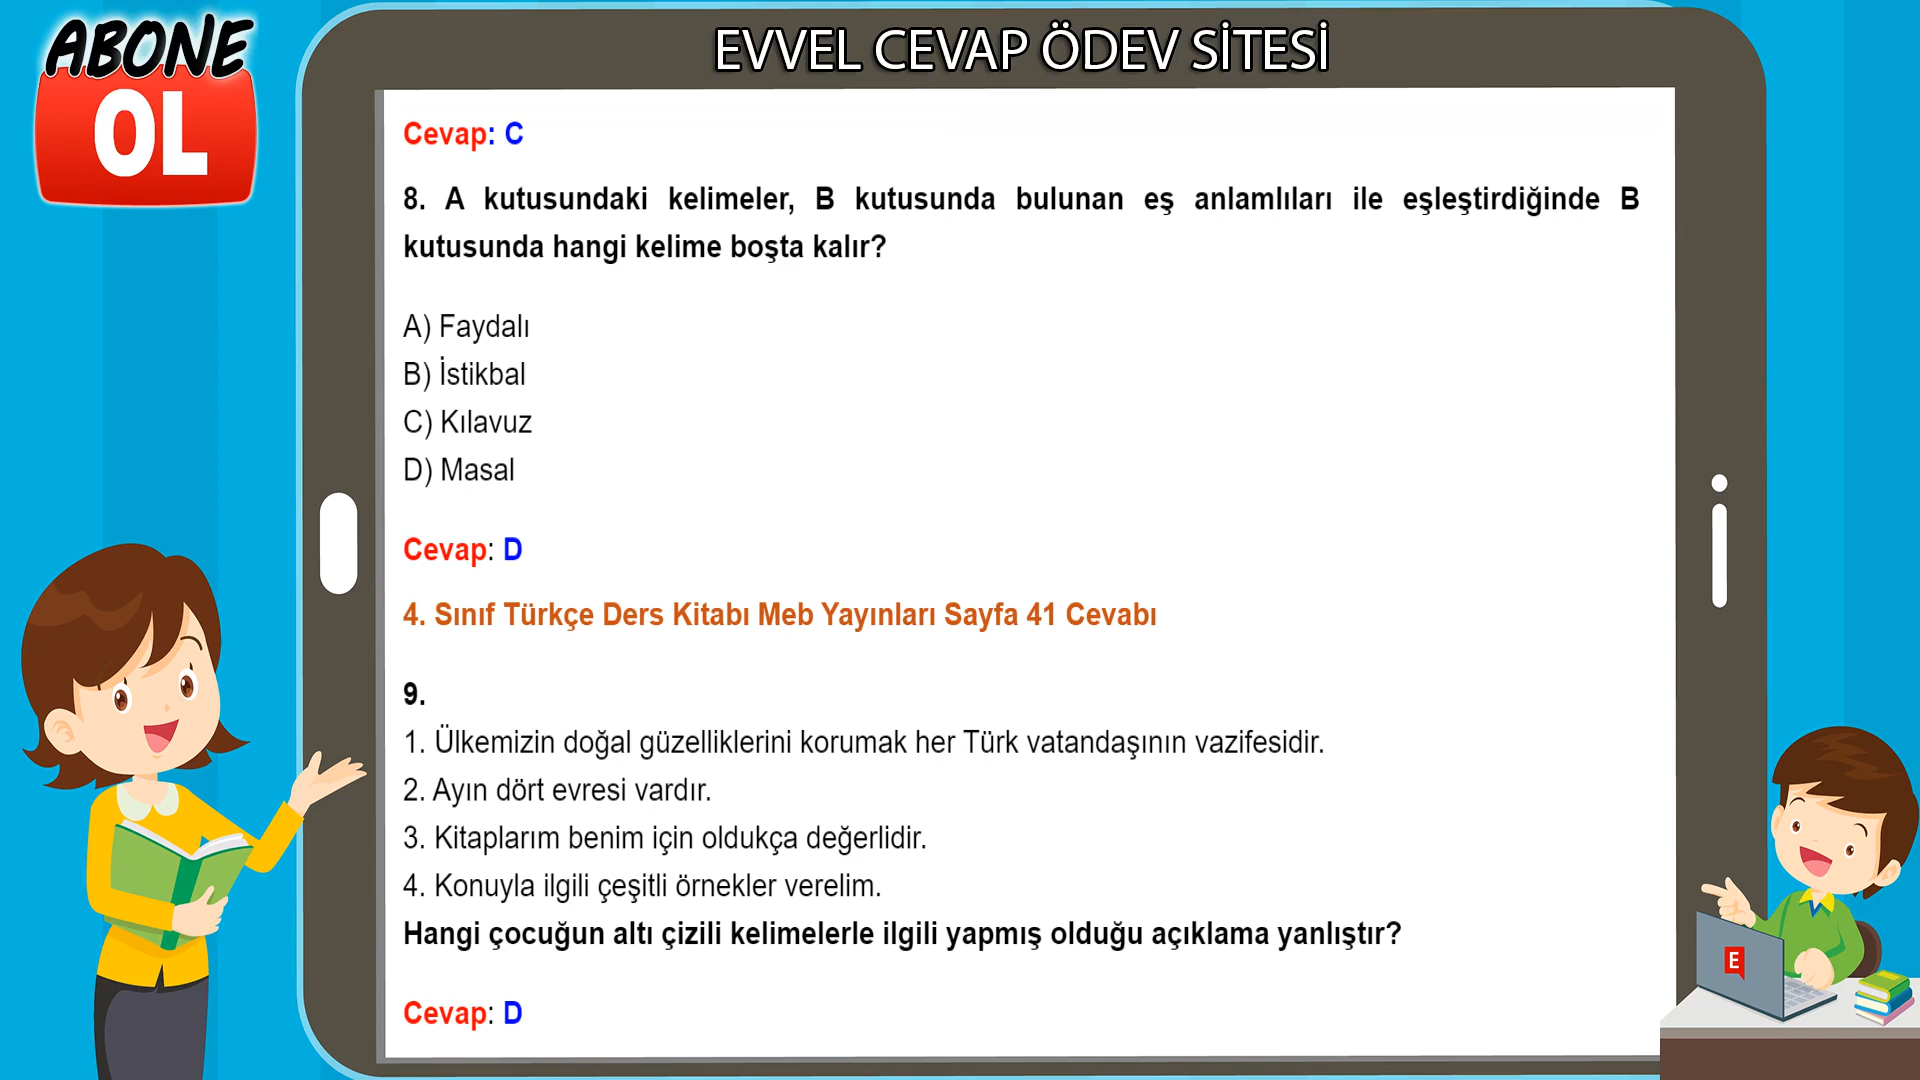 ABONE
OL
EVVEL CEVAP ÖDEV SİTESİ
Cevap: C
8. A kutusundaki kelimeler, B kutusunda bulunan eş anlamlıları ile eşleştirdiğinde B
kutusunda hangi kelime boşta kalır?
A) Faydalı
B) İstikbal
C) Kılavuz
D) Masal
Cevap: D
4. Sınıf Türkçe Ders Kitabı Meb Yayınları Sayfa 41 Cevabı
9.
1. Ülkemizin doğal güzelliklerini korumak her Türk vatandaşının vazifesidir.
2. Ayın dört evresi vardır.
3. Kitaplarım benim için oldukça değerlidir.
4. Konuyla ilgili çeşitli örnekler verelim.
Hangi çocuğun altı çizili kelimelerle ilgili yapmış olduğu açıklama yanlıştır?
Cevap: D
E